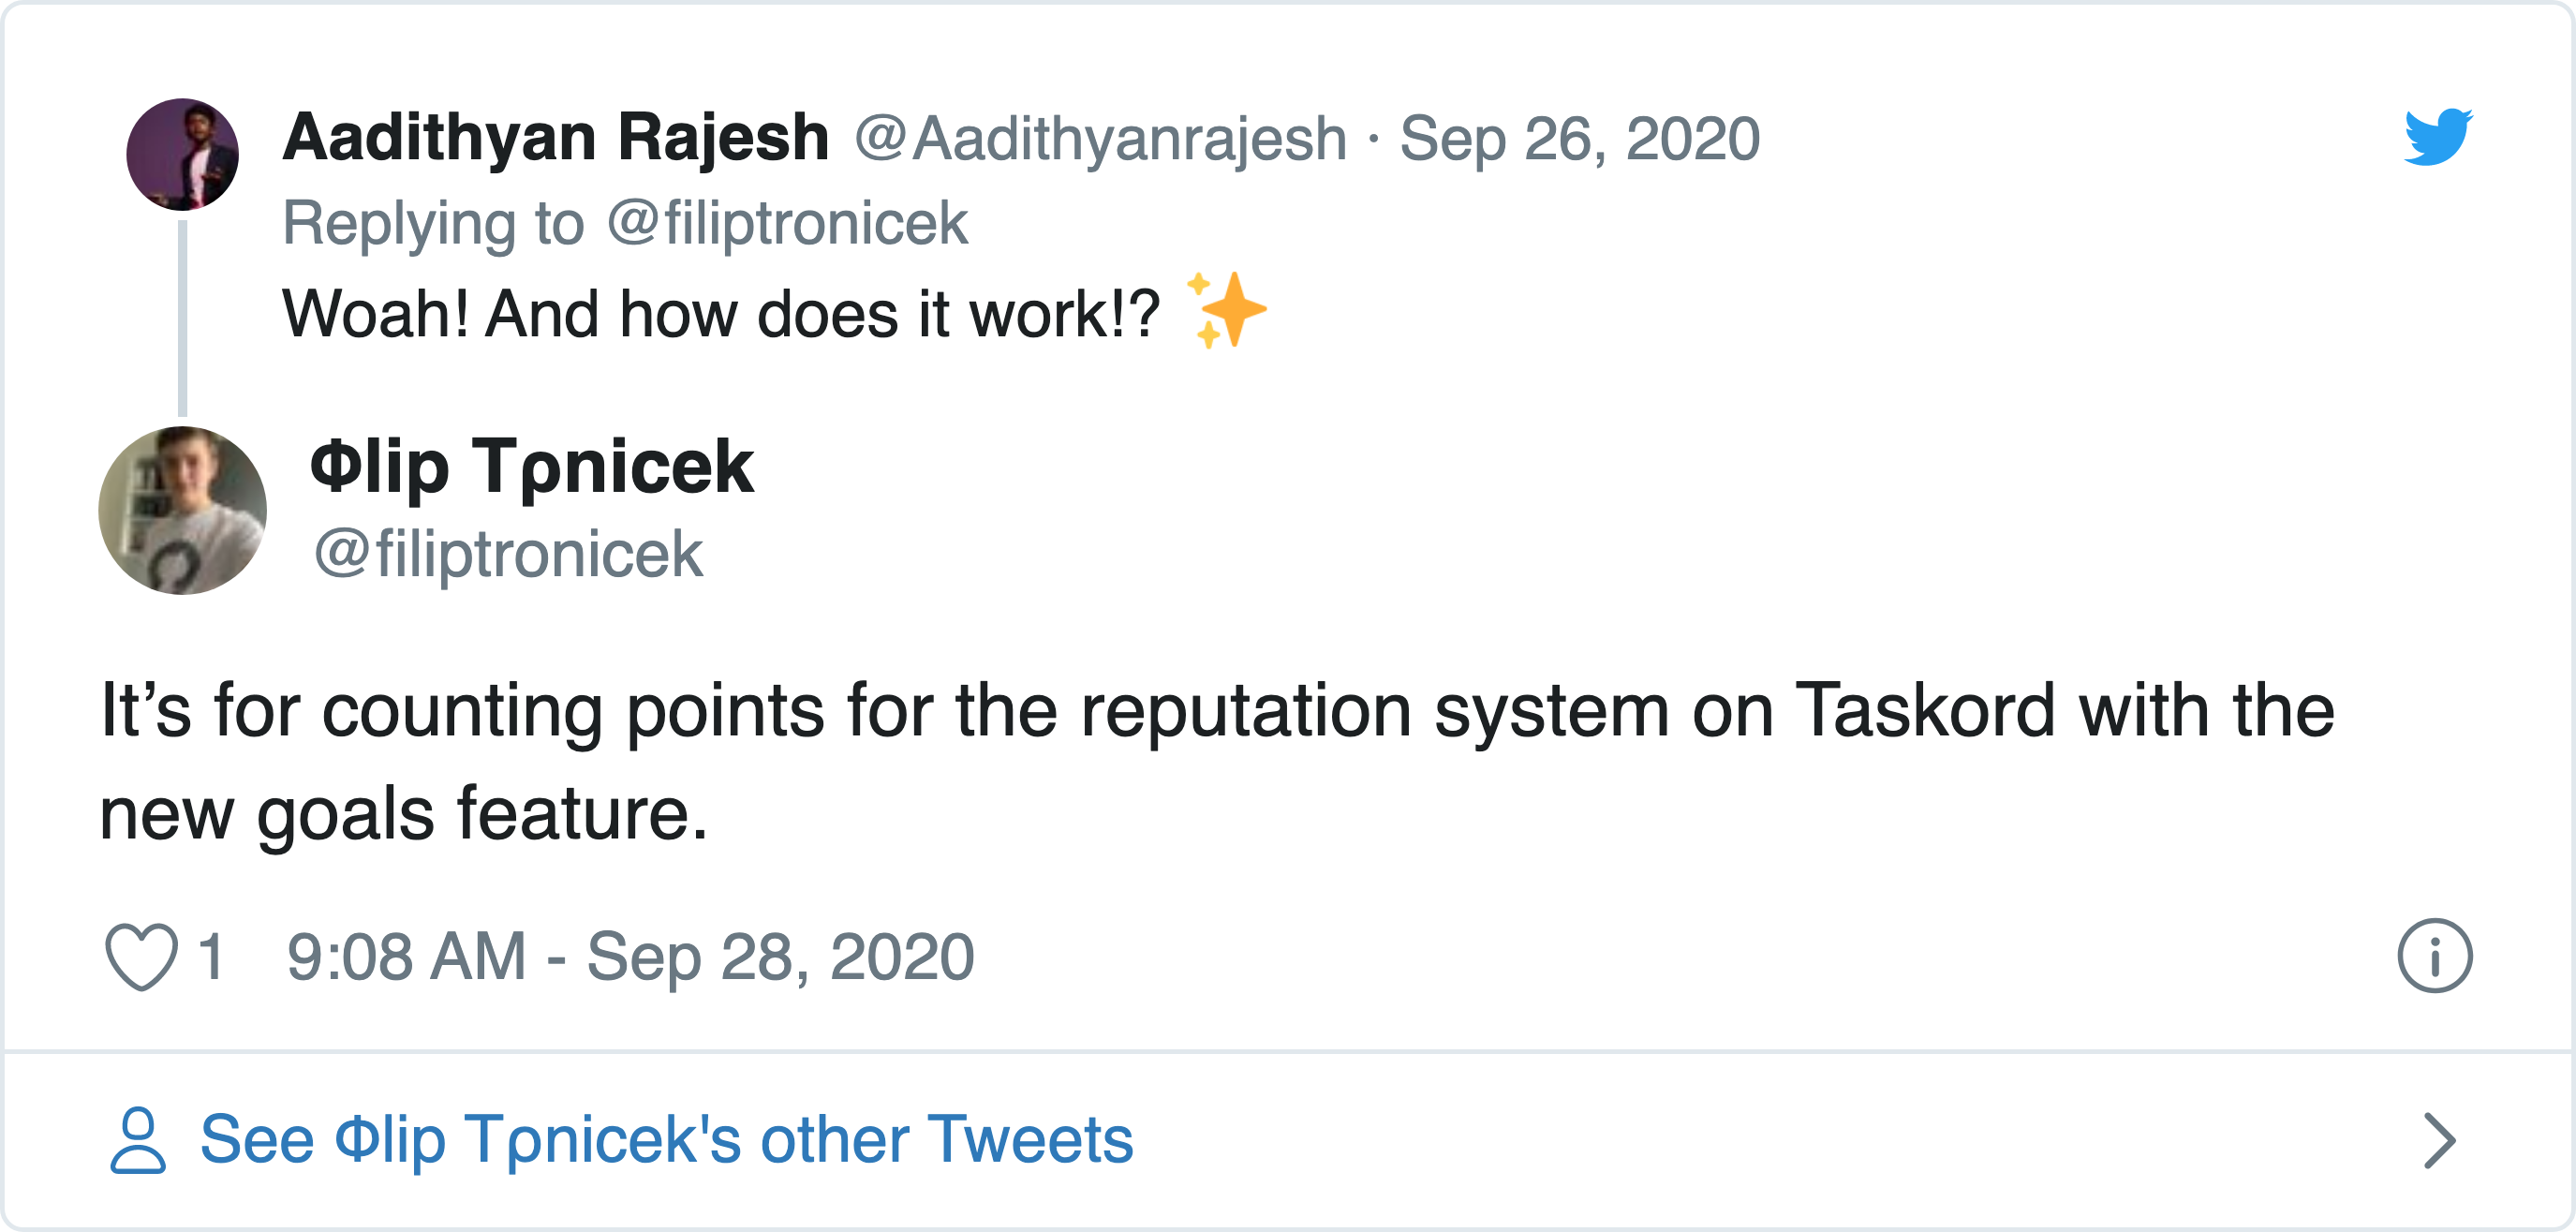 Aadithyan Rajesh @Aadithyanrajesh · Sep 26, 2020
Replying to @filiptronicek
Woah! And how does it work!? ✨
Φlip Tρnicek
@filiptronicek
It’s for counting points for the reputation system on Taskord with the
new goals feature.
1 9:08 AM - Sep 28, 2020
See Φlip Tρnicek's other Tweets